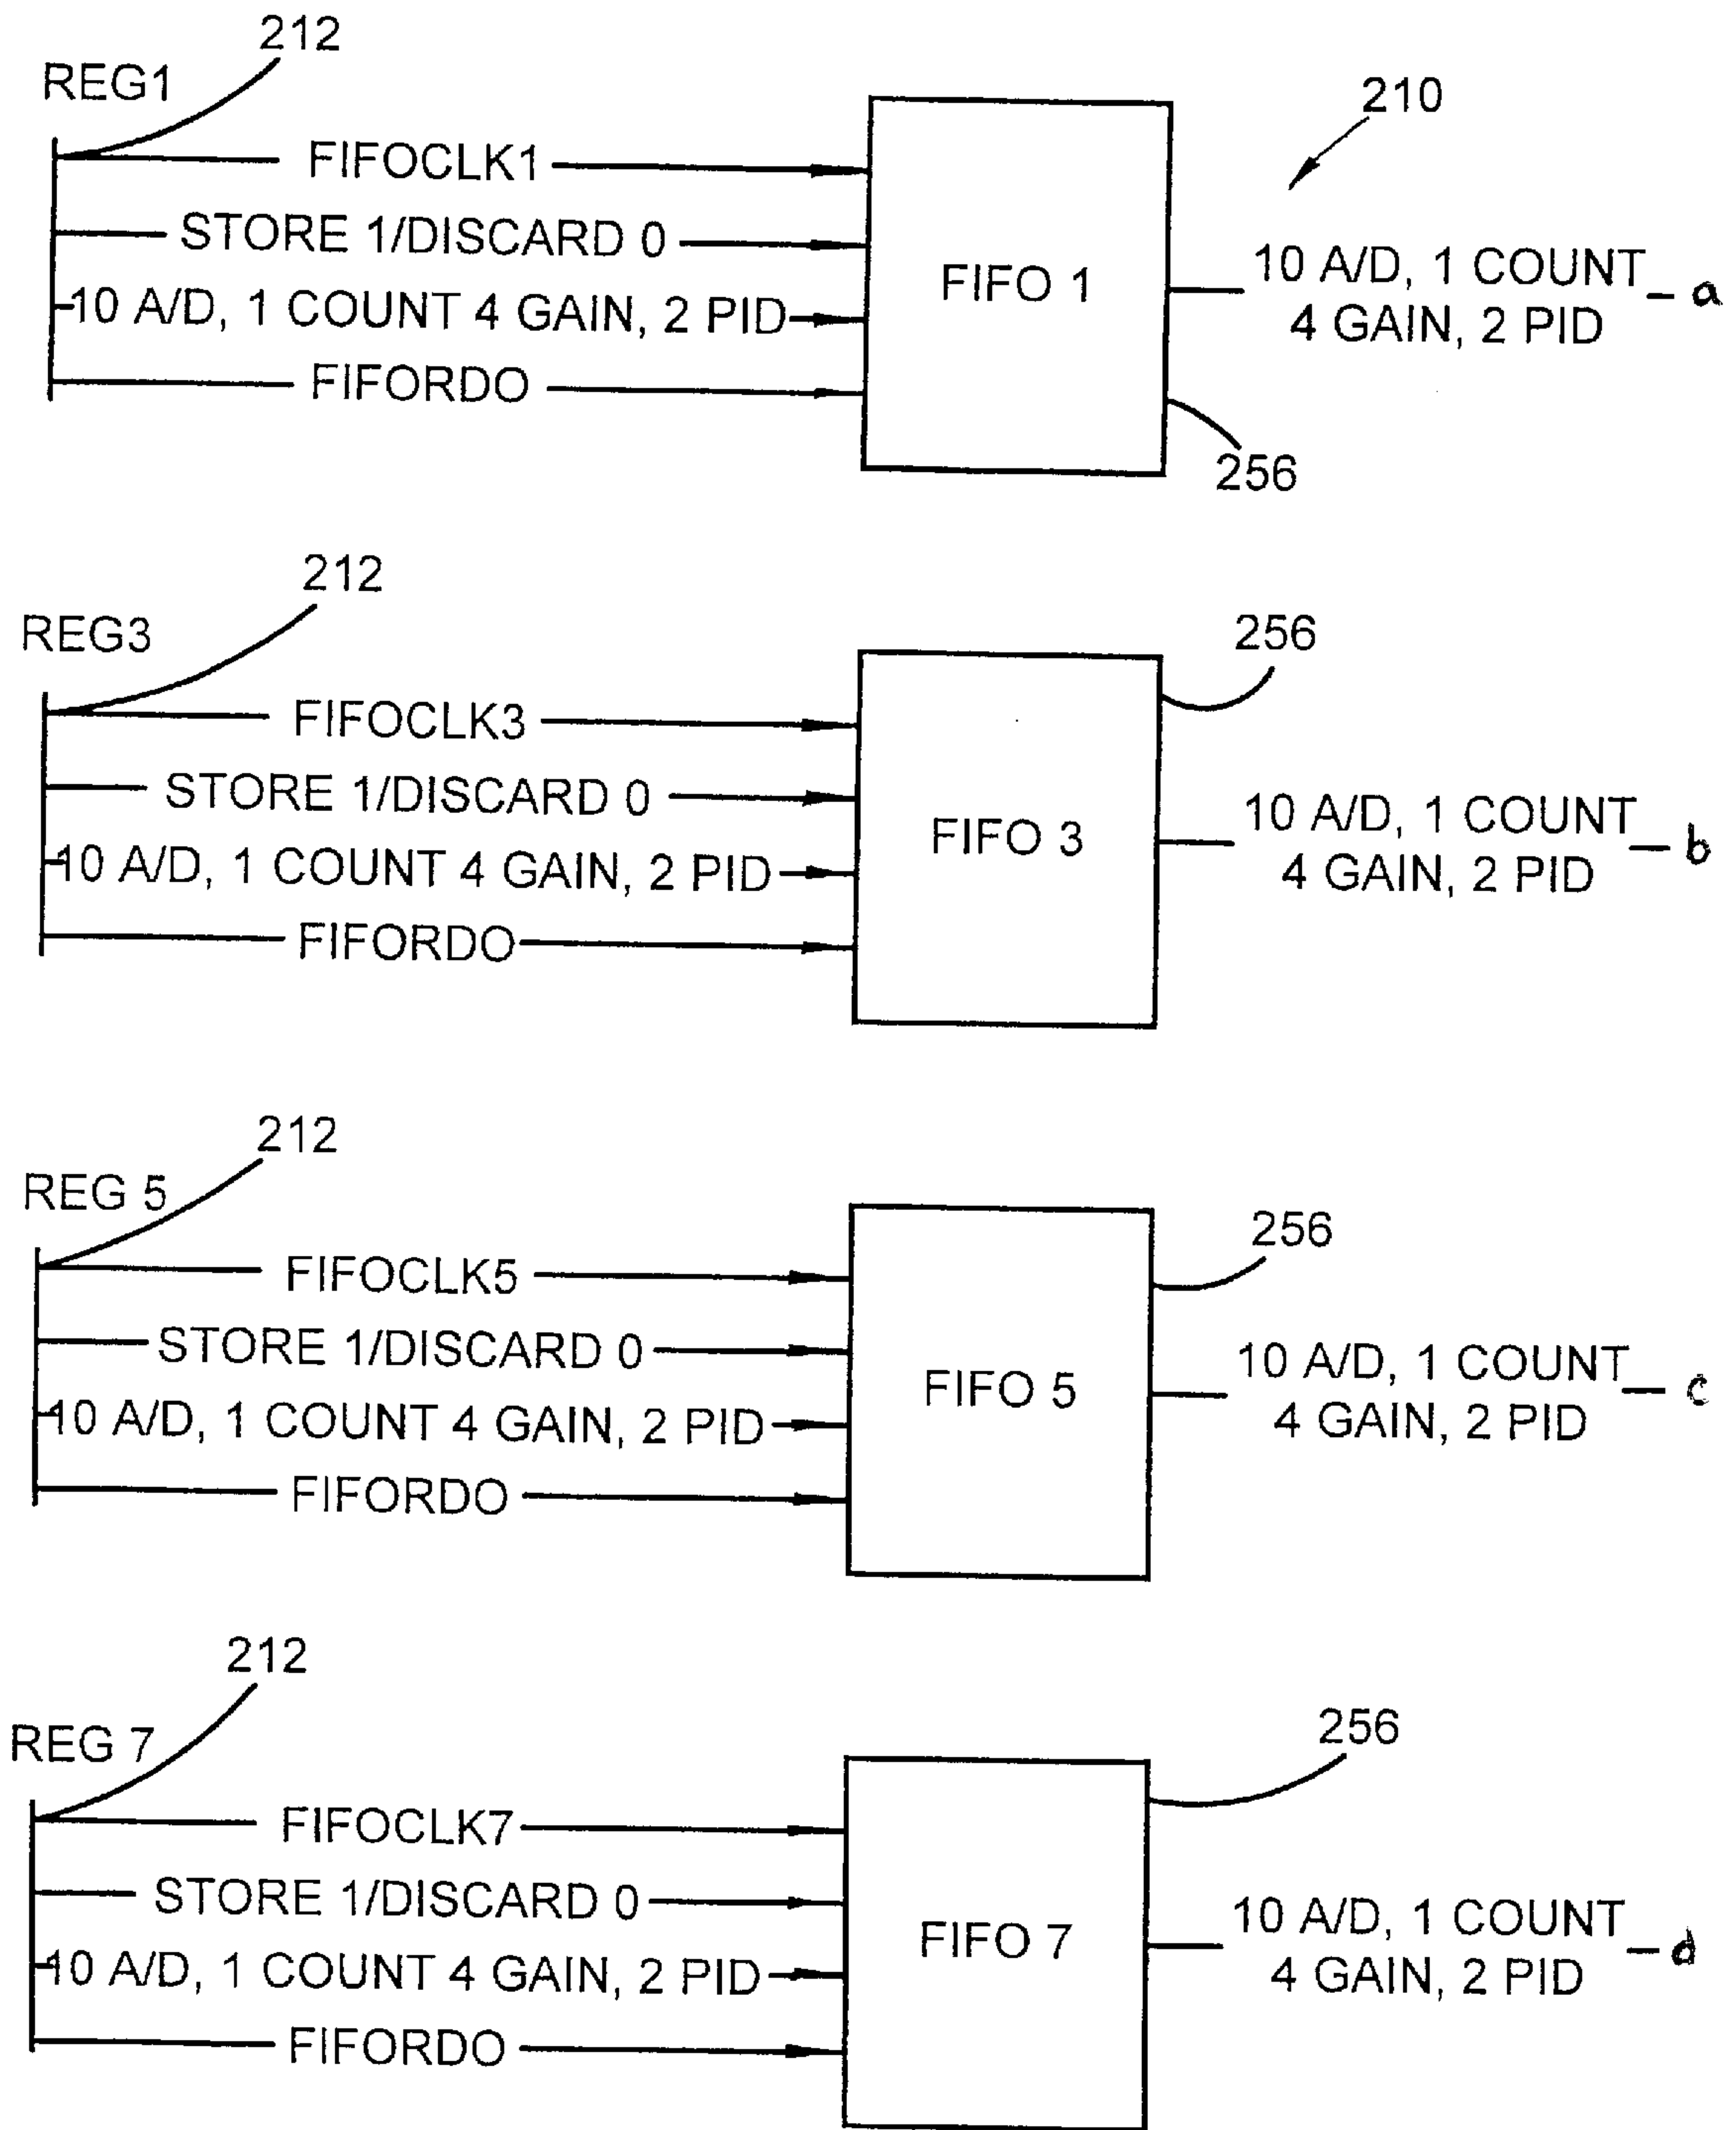 212
REG1
210
FIFOCLK1
STORE 1/DISCARD 0
10 A/D, 1 COUNT 4 GAIN, 2 PID
FIFORDO
FIFO 1
10 A/D, 1 COUNT
4 GAIN, 2 PID
a
256
212
REG3
256
FIFOCLK3
STORE 1/DISCARD 0
10 A/D, 1 COUNT 4 GAIN, 2 PID
FIFORDO
FIFO 3
10 A/D, 1 COUNT
4 GAIN, 2 PID
b
212
REG 5
256
FIFOCLK5
STORE 1/DISCARD 0
10 A/D, 1 COUNT 4 GAIN, 2 PID
FIFORDO
FIFO 5
10 A/D, 1 COUNT
4 GAIN, 2 PID
c
212
REG 7
256
FIFOCLK7
STORE 1/DISCARD 0
10 A/D, 1 COUNT 4 GAIN, 2 PID
FIFORDO
FIFO 7
10 A/D, 1 COUNT
4 GAIN, 2 PID
d